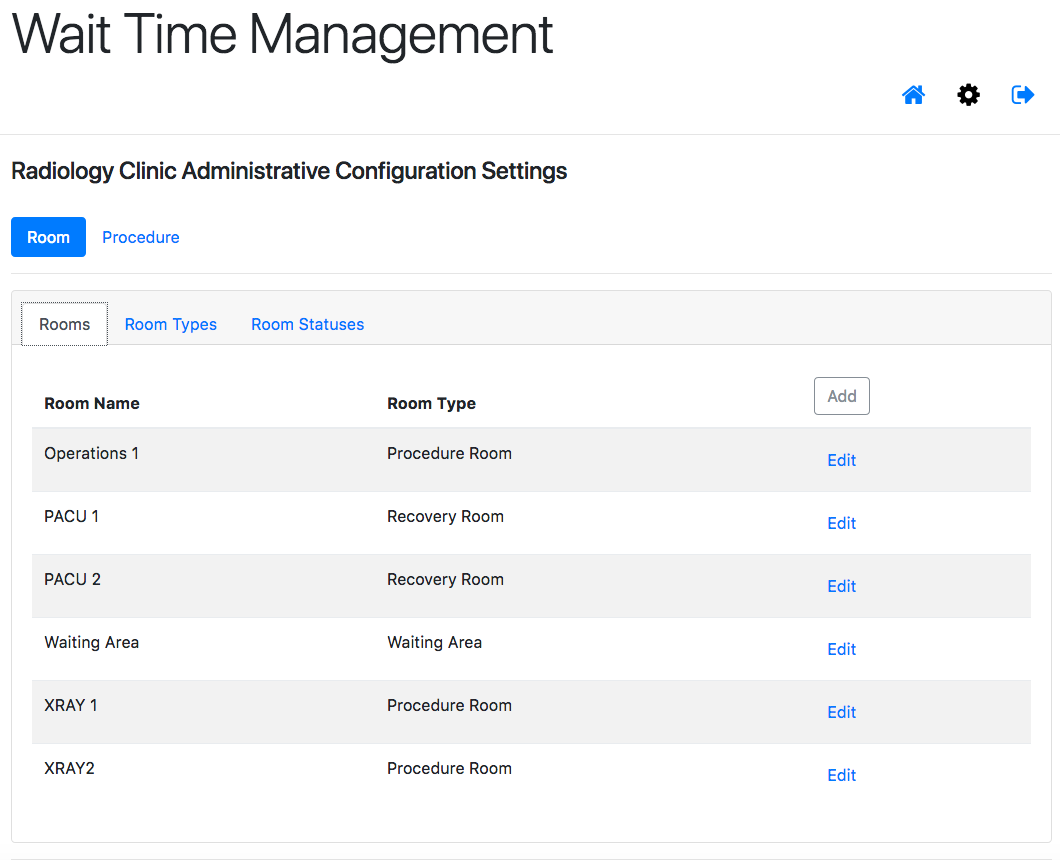 Wait Time Management
Radiology Clinic Administrative Configuration Settings
Room Procedure
Rooms Room Types Room Statuses
Room Name Room Type Add
Operations 1 Procedure Room Edit
PACU 1 Recovery Room Edit
PACU 2 Recovery Room Edit
Waiting Area Waiting Area Edit
XRAY 1 Procedure Room Edit
XRAY2 Procedure Room Edit